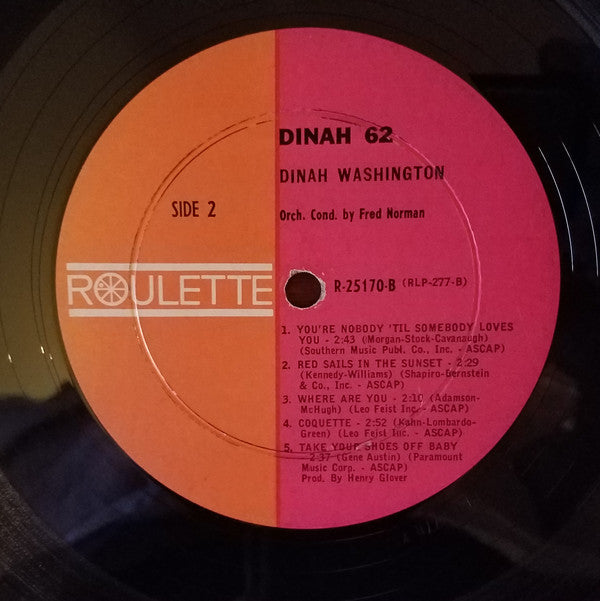 DINAH 62
DINAH WASHINGTON
SIDE 2
Orch. Cond. by Fred Norman
ROULETTE
R-25170-B (RLP-277-B)
1. YOU'RE NOBODY 'TIL SOMEBODY LOVES
YOU - 2:43 (Morgan-Stock-Cavanaugh)
(Southern Music Publ. Co., Inc. - ASCAP)
2. RED SAILS IN THE SUNSET - 2:29
(Kennedy-Williams) (Shapiro-Bernstein
& Co., Inc. - ASCAP)
3. WHERE ARE YOU - 2:10 (Adamson-
McHugh) (Leo Feist Inc. - ASCAP)
4. COQUETTE - 2:52 (Kahn-Lombardo-
Green) (Leo Feist Inc. - ASCAP)
5. TAKE YOUR SHOES OFF BABY
2:37 (Gene Austin) (Paramount
Music Corp. - ASCAP)
Prod. By Henry Glover